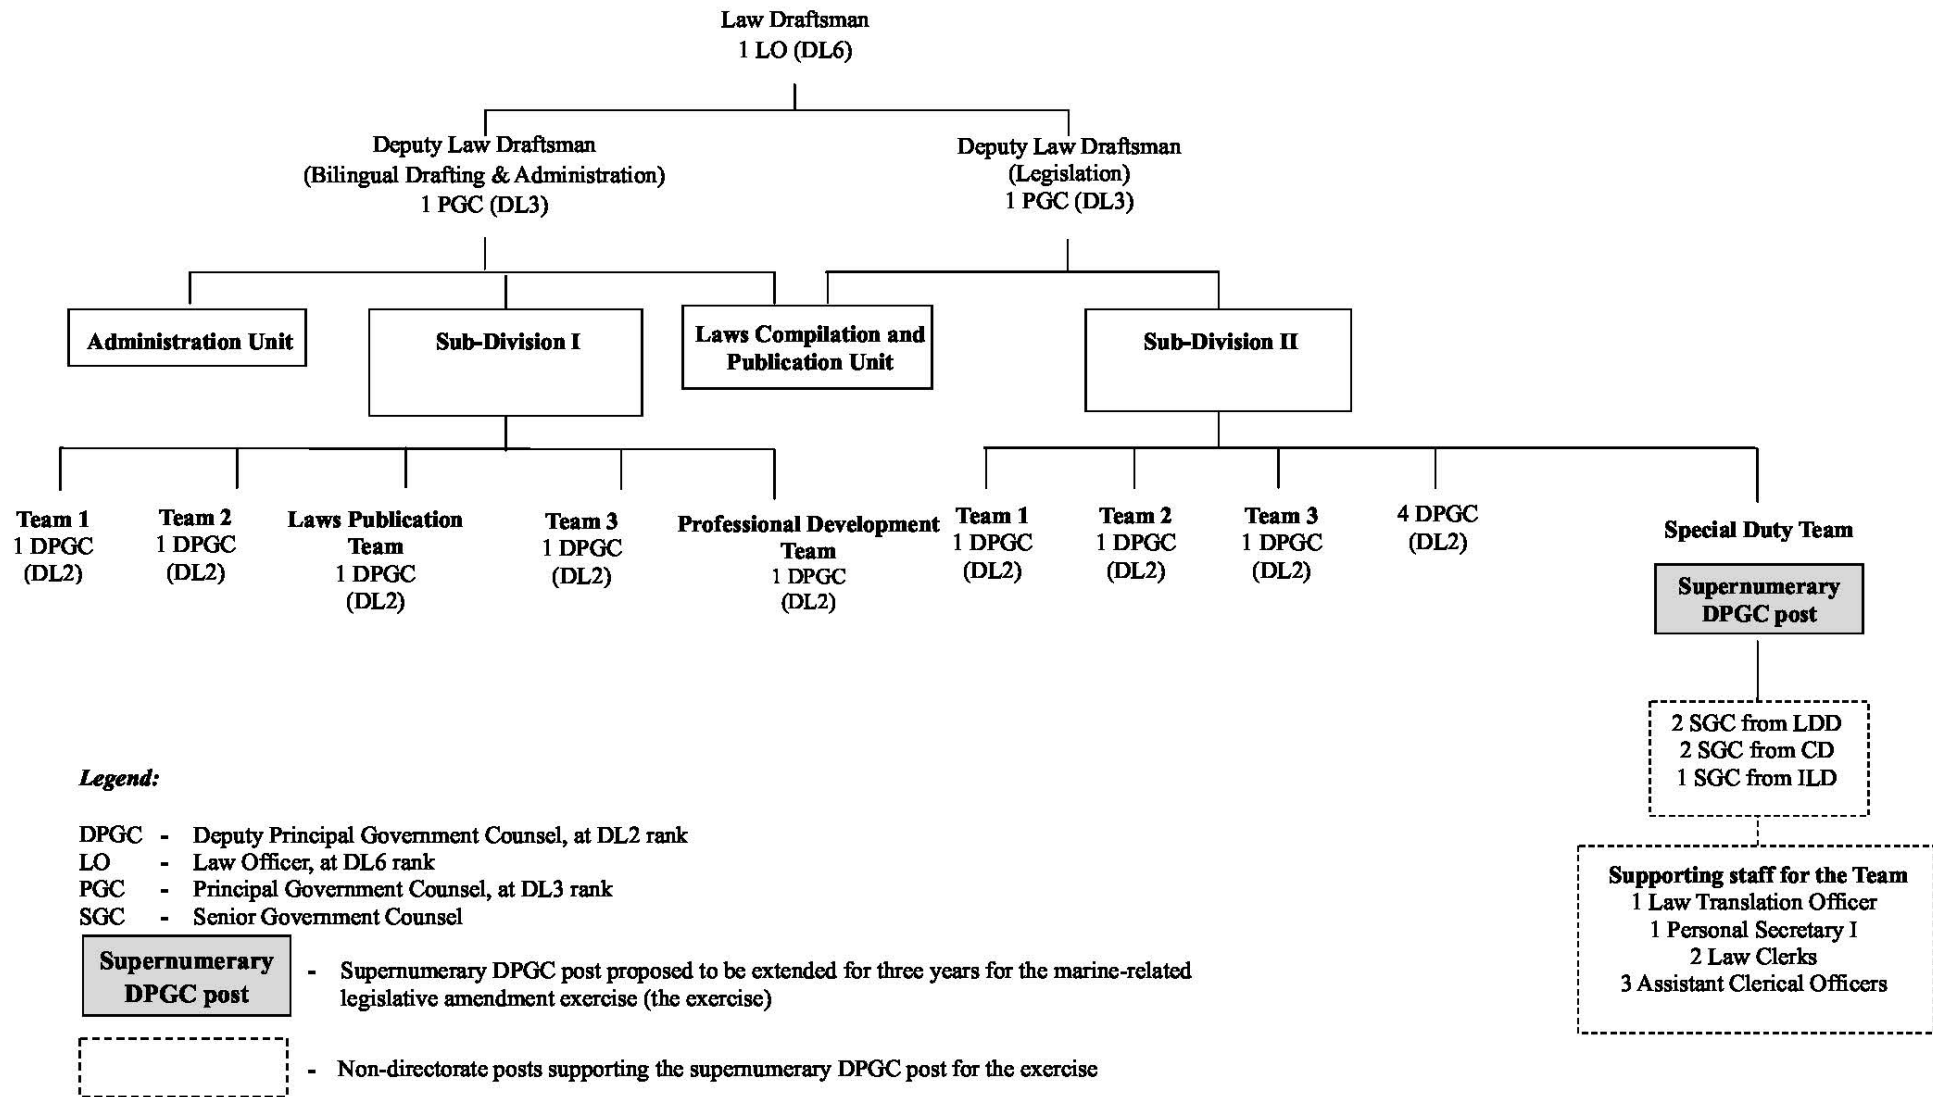 Law Draftsman
1 LO (DL6)
Deputy Law Draftsman
(Bilingual Drafting & Administration)
1 PGC (DL3)
Deputy Law Draftsman
(Legislation)
1 PGC (DL3)
Administration Unit
Sub-Division I
Laws Compilation and
Publication Unit
Sub-Division II
Team 1
1 DPGC
(DL2)
Team 2
1 DPGC
(DL2)
Laws Publication
Team
1 DPGC
(DL2)
Team 3
1 DPGC
(DL2)
Professional Development
Team
1 DPGC
(DL2)
Team 1
1 DPGC
(DL2)
Team 2
1 DPGC
(DL2)
Team 3
1 DPGC
(DL2)
4 DPGC
(DL2)
Special Duty Team
Supernumerary
DPGC post
2 SGC from LDD
2 SGC from CD
1 SGC from ILD
Supporting staff for the Team
1 Law Translation Officer
1 Personal Secretary I
2 Law Clerks
3 Assistant Clerical Officers
Legend:
DPGC - Deputy Principal Government Counsel, at DL2 rank
LO - Law Officer, at DL6 rank
PGC - Principal Government Counsel, at DL3 rank
SGC - Senior Government Counsel
Supernumerary
DPGC post
- Supernumerary DPGC post proposed to be extended for three years for the marine-related
legislative amendment exercise (the exercise)
- Non-directorate posts supporting the supernumerary DPGC post for the exercise